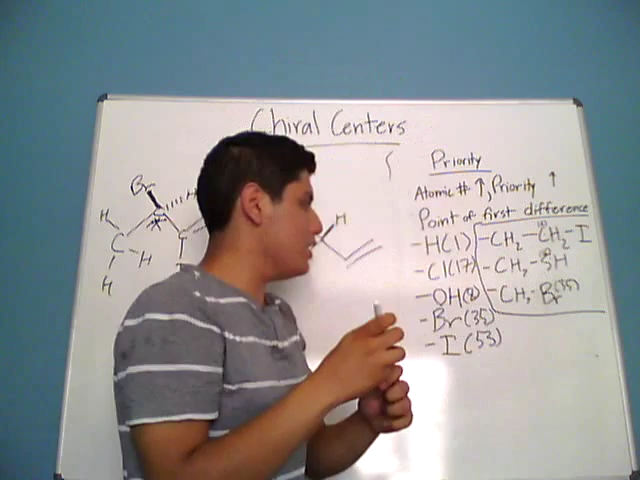 Chiral Centers
Priority
Atomic # ↑, Priority ↑
Point of first difference
-H(1)
-Cl(17)
-OH(8)
-Br(35)
-I(53)
-CH2-CH2-I
-CH2-SH
-CH2-Br(35)
Br
H
H
C
H
H
H